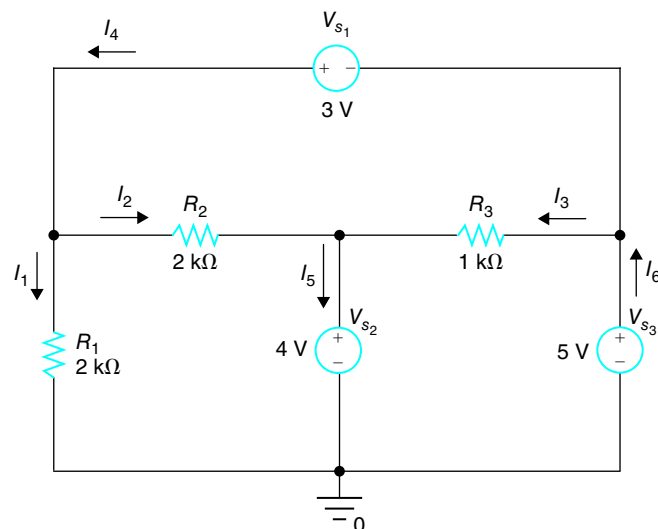 I4
Vs1
+ −
3 V
I2
R2
2 kΩ
R3
1 kΩ
I3
I1
R1
2 kΩ
I5
Vs2
+
−
4 V
I6
Vs3
+
−
5 V
0